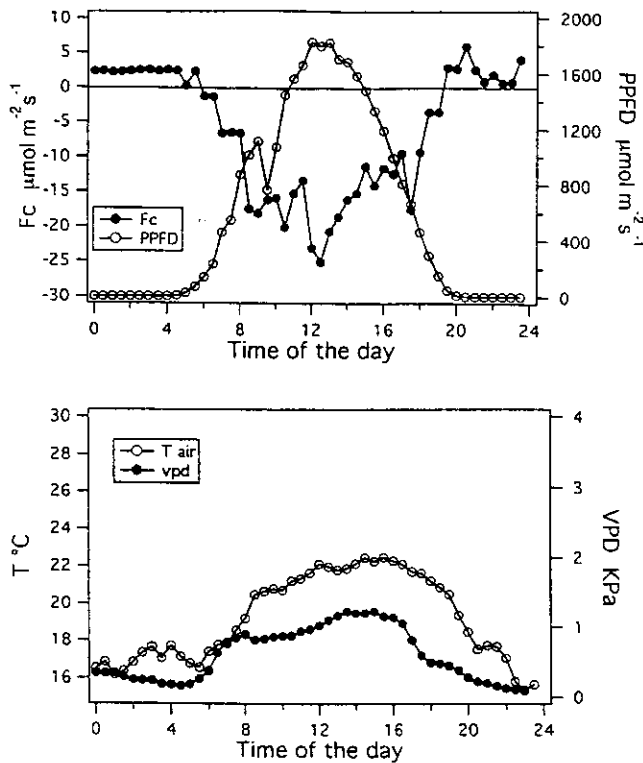 10
5
0
-5
-10
-15
-20
-25
-30
Fc µmol m⁻² s⁻¹
Fc
PPFD
2000
1600
1200
800
400
0
PPFD µmol m⁻² s⁻¹
0 4 8 12 16 20 24
Time of the day
30
28
26
24
22
20
18
16
T °C
T air
vpd
4
3
2
1
0
VPD KPa
0 4 8 12 16 20 24
Time of the day